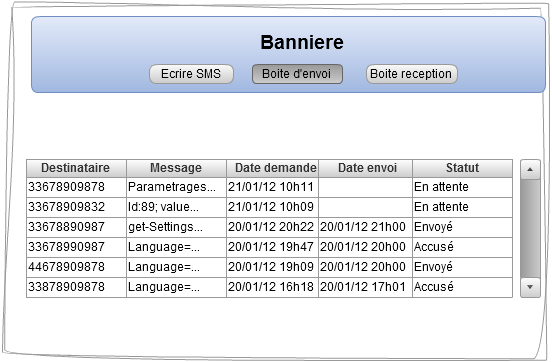 Banniere
Ecrire SMS Boite d'envoi Boite reception
Destinataire Message Date demande Date envoi Statut
33678909878 Parametrages... 21/01/12 10h11 En attente
33678909832 Id:89; value... 21/01/12 10h09 En attente
33678890987 get-Settings... 20/01/12 20h22 20/01/12 21h00 Envoyé
33678990987 Language=... 20/01/12 19h47 20/01/12 20h00 Accusé
44678909878 Language=... 20/01/12 19h09 20/01/12 20h00 Envoyé
33878909878 Language=... 20/01/12 16h18 20/01/12 17h01 Accusé